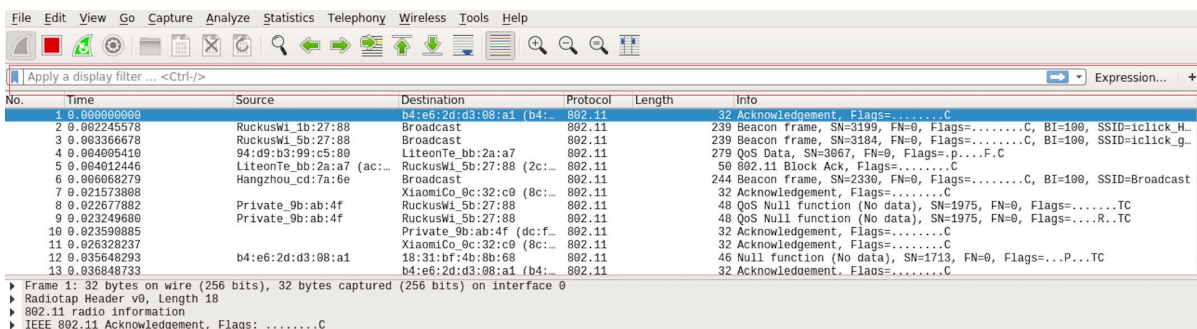 File Edit View Go Capture Analyze Statistics Telephony Wireless Tools Help
Apply a display filter ... <Ctrl-/> Expression... +
No. Time Source Destination Protocol Length Info
1 0.000000000 b4:e6:2d:d3:08:a1 (b4:… 802.11 32 Acknowledgement, Flags=........C
2 0.002245578 RuckusWi_1b:27:88 Broadcast 802.11 239 Beacon frame, SN=3199, FN=0, Flags=........C, BI=100, SSID=iclick_H…
3 0.003366678 RuckusWi_5b:27:88 Broadcast 802.11 239 Beacon frame, SN=3184, FN=0, Flags=........C, BI=100, SSID=iclick_g…
4 0.004005410 94:d9:b3:99:c5:80 LiteonTe_bb:2a:a7 802.11 279 QoS Data, SN=3067, FN=0, Flags=.p....F.C
5 0.004012446 LiteonTe_bb:2a:a7 (ac:… RuckusWi_5b:27:88 (2c:… 802.11 50 802.11 Block Ack, Flags=........C
6 0.006068279 Hangzhou_cd:7a:6e Broadcast 802.11 244 Beacon frame, SN=2330, FN=0, Flags=........C, BI=100, SSID=Broadcast
7 0.021573808 XiaomiCo_0c:32:c0 (8c:… 802.11 32 Acknowledgement, Flags=........C
8 0.022677882 Private_9b:ab:4f RuckusWi_5b:27:88 802.11 48 QoS Null function (No data), SN=1975, FN=0, Flags=.......TC
9 0.023249680 Private_9b:ab:4f RuckusWi_5b:27:88 802.11 48 QoS Null function (No data), SN=1975, FN=0, Flags=....R..TC
10 0.023590885 Private_9b:ab:4f (dc:f… 802.11 32 Acknowledgement, Flags=........C
11 0.026328237 XiaomiCo_0c:32:c0 (8c:… 802.11 32 Acknowledgement, Flags=........C
12 0.035648293 b4:e6:2d:d3:08:a1 18:31:bf:4b:8b:68 802.11 46 Null function (No data), SN=1713, FN=0, Flags=...P...TC
13 0.036848733 b4:e6:2d:d3:08:a1 (b4:… 802.11 32 Acknowledgement, Flags=........C
Frame 1: 32 bytes on wire (256 bits), 32 bytes captured (256 bits) on interface 0
Radiotap Header v0, Length 18
802.11 radio information
IEEE 802.11 Acknowledgement, Flags: ........C